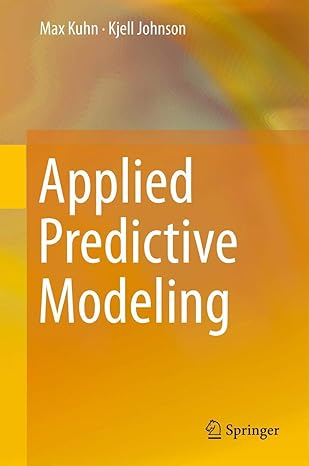 Max Kuhn · Kjell Johnson
Applied
Predictive
Modeling
Springer